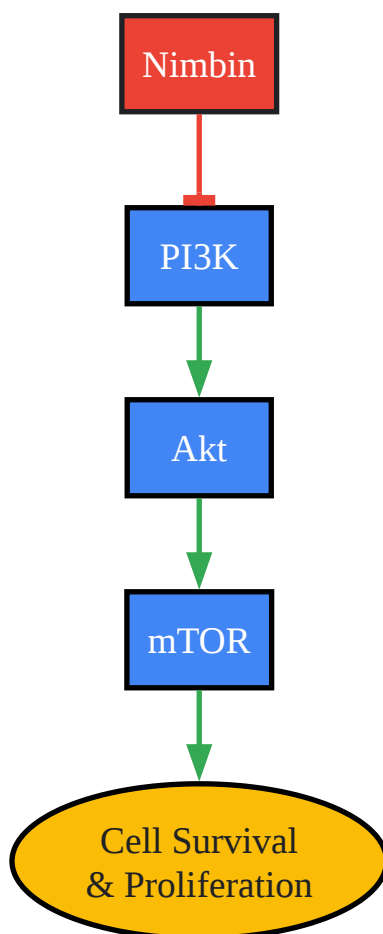 Nimbin
PI3K
Akt
mTOR
Cell Survival
& Proliferation